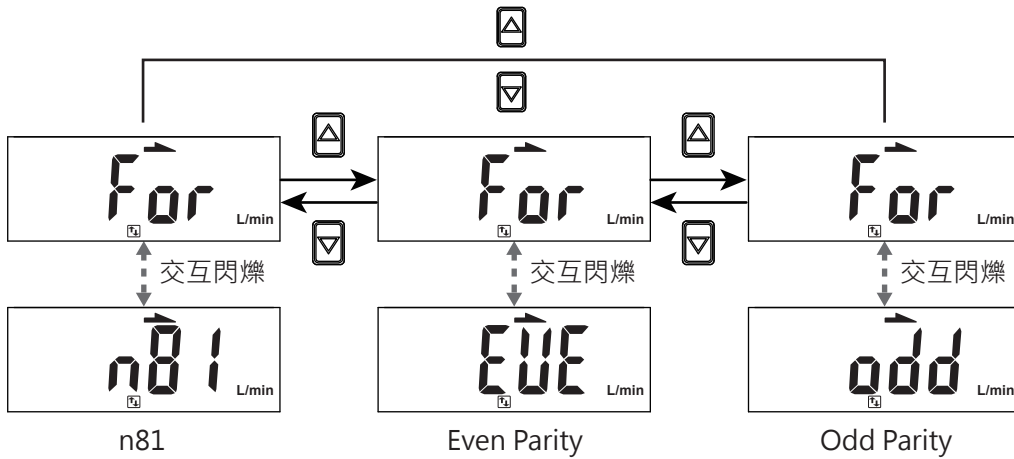 For L/min For L/min For L/min
交互閃爍 交互閃爍 交互閃爍
n81 L/min EVE L/min odd L/min
n81 Even Parity Odd Parity